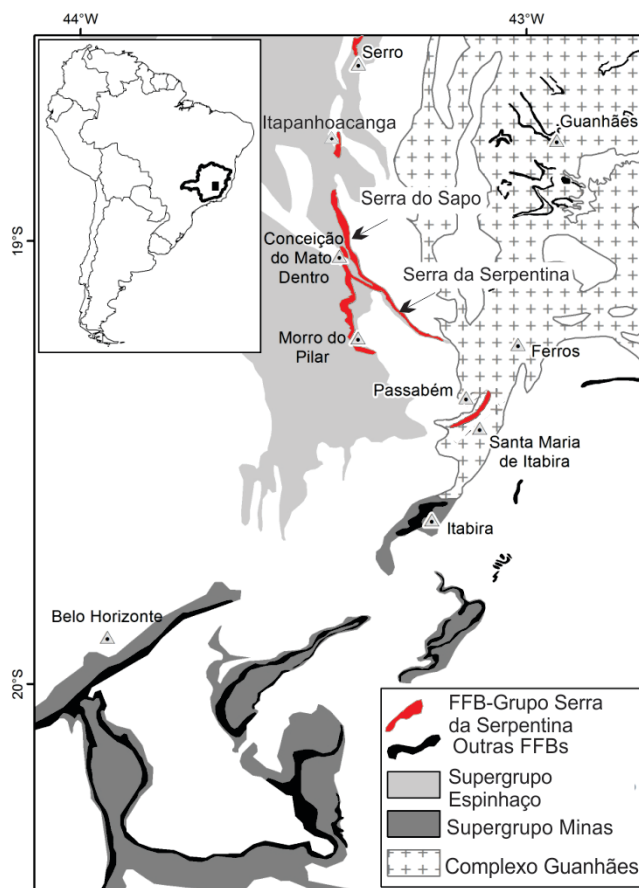 44°W
43°W
Serro
Itapanhoacanga
Guanhães
Serra do Sapo
19°S
Conceição
do Mato
Dentro
Serra da Serpentina
Morro do
Pilar
Ferros
Passabém
Santa Maria
de Itabira
Itabira
Belo Horizonte
20°S
FFB-Grupo Serra
da Serpentina
Outras FFBs
Supergrupo
Espinhaço
Supergrupo Minas
Complexo Guanhães